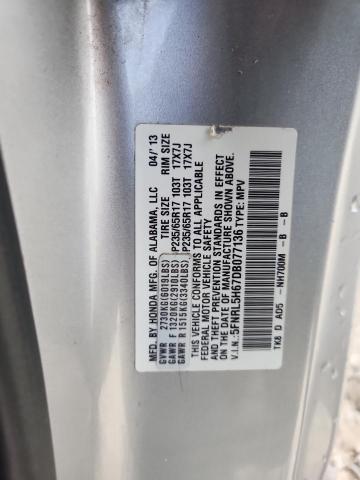 MFD. BY HONDA MFG. OF ALABAMA, LLC 04/'13
TIRE SIZE RIM SIZE
GVWR 2730KG(6019LBS)
GAWR F 1320KG(2910LBS) P235/65R17 103T 17X7J
GAWR R 1515KG(3340LBS) P235/65R17 103T 17X7J
THIS VEHICLE CONFORMS TO ALL APPLICABLE
FEDERAL MOTOR VEHICLE SAFETY
AND THEFT PREVENTION STANDARDS IN EFFECT
ON THE DATE OF MANUFACTURE SHOWN ABOVE.
V.I.N.: 5FNRL5H67DB077136 TYPE: MPV
TK8 D A05 - NH700M - B - B